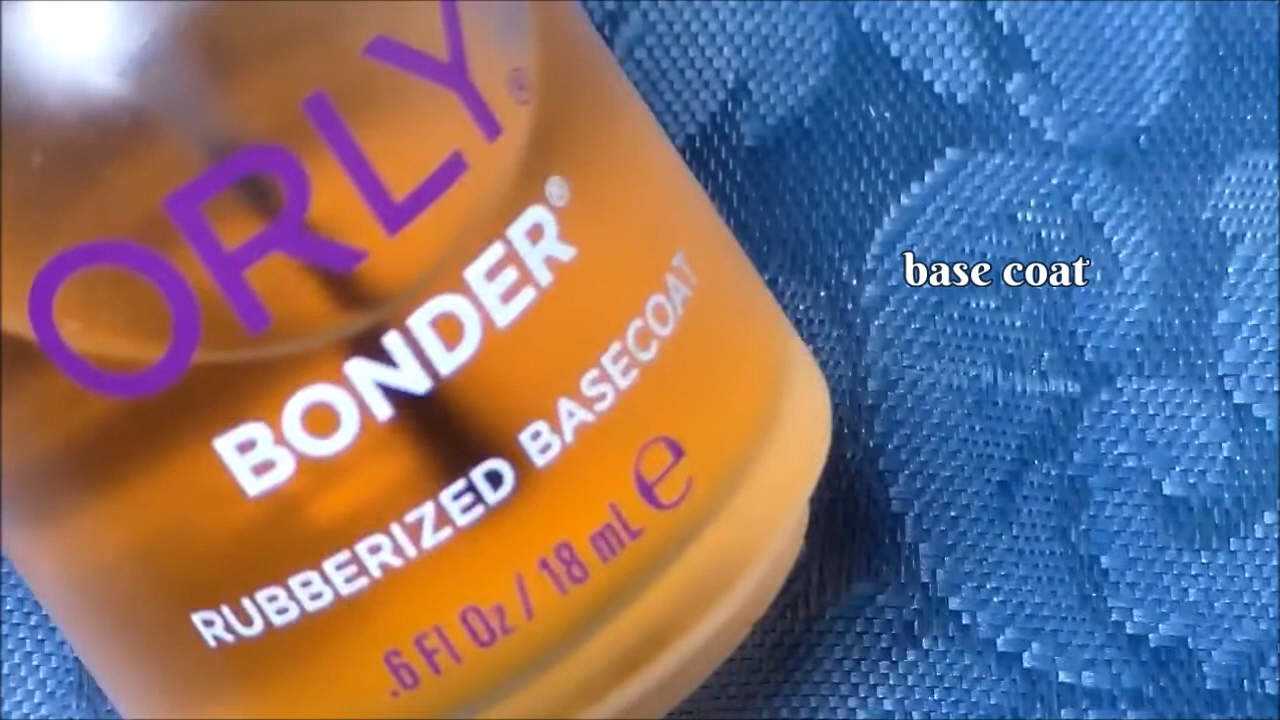 ORLY®
BONDER®
RUBBERIZED BASECOAT
.6 Fl Oz / 18 mL ℮
base coat